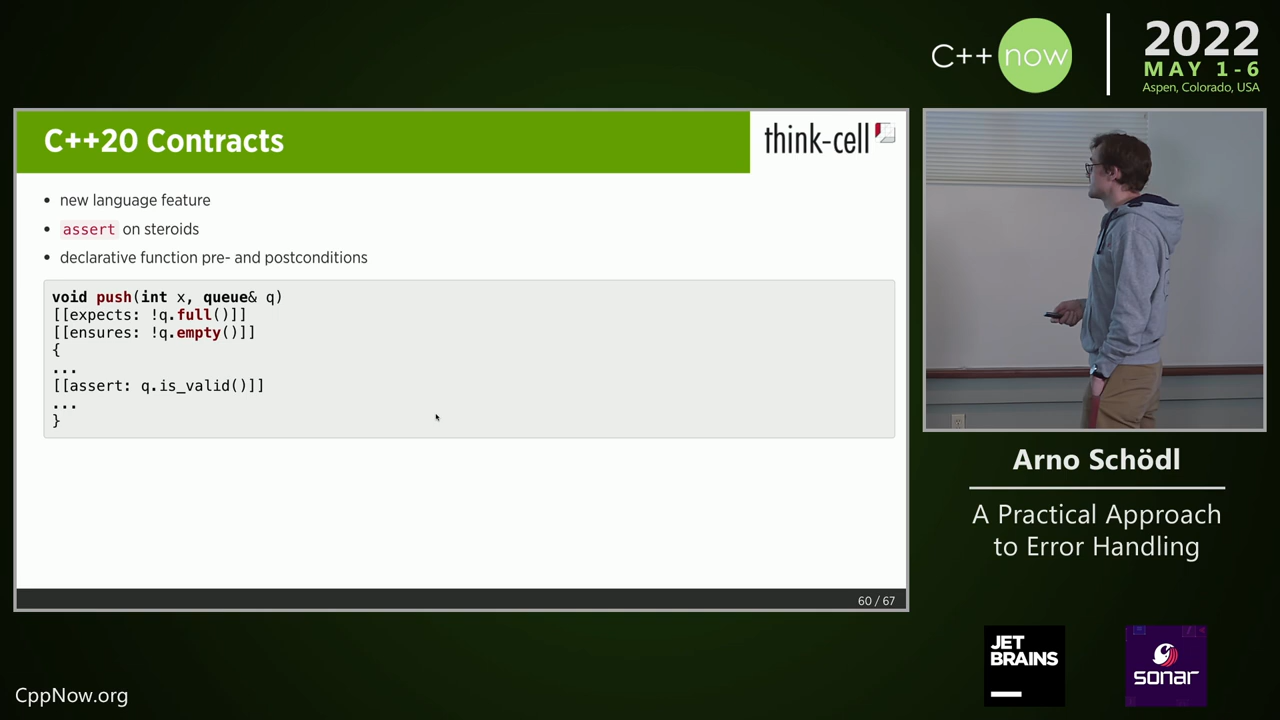 C++ now
2022
MAY 1-6
Aspen, Colorado, USA
C++20 Contracts
think-cell
new language feature
assert on steroids
declarative function pre- and postconditions
void push(int x, queue& q)
[[expects: !q.full()]]
[[ensures: !q.empty()]]
{
...
[[assert: q.is_valid()]]
...
}
60 / 67
Arno Schödl
A Practical Approach
to Error Handling
JET
BRAINS
sonar
CppNow.org